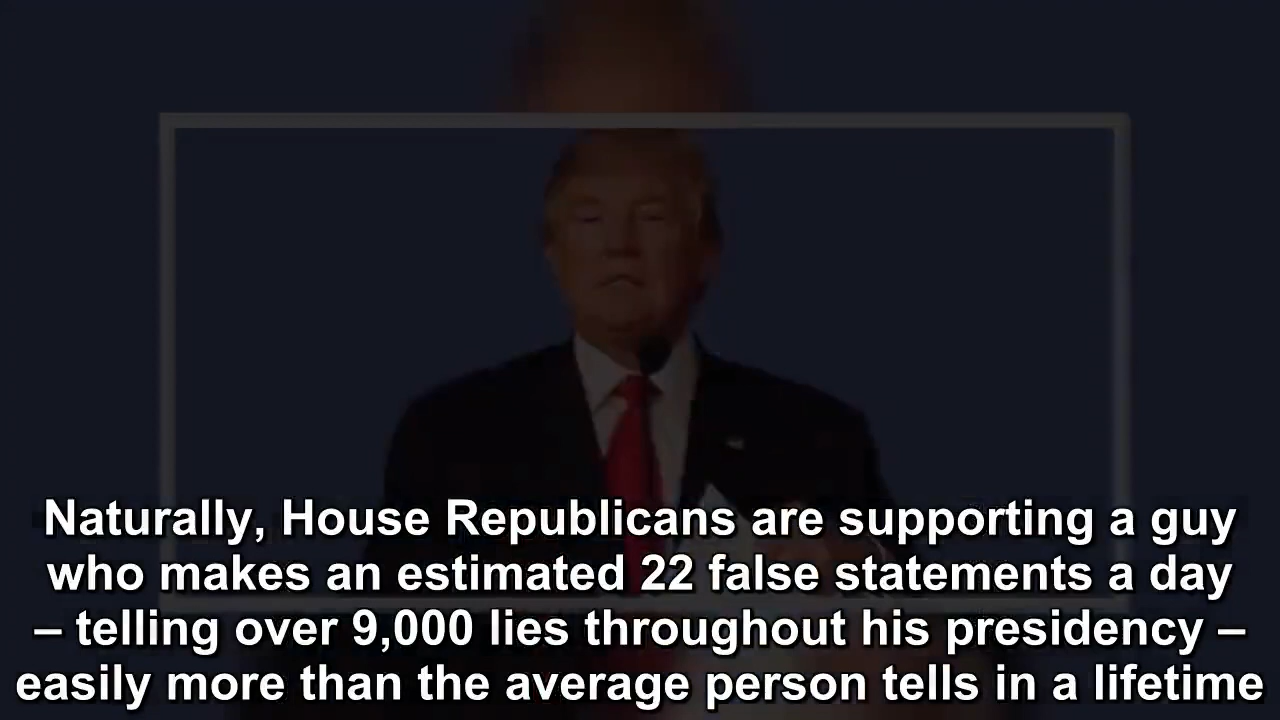 Naturally, House Republicans are supporting a guy
who makes an estimated 22 false statements a day
– telling over 9,000 lies throughout his presidency –
easily more than the average person tells in a lifetime